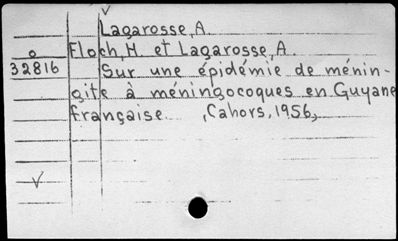 Lagarosse, A.
o Floch, H. et Lagarosse, A.
32816 Sur une épidémie de ménin-
gite à méningocoques en Guyane
française. , Cahors, 1956,